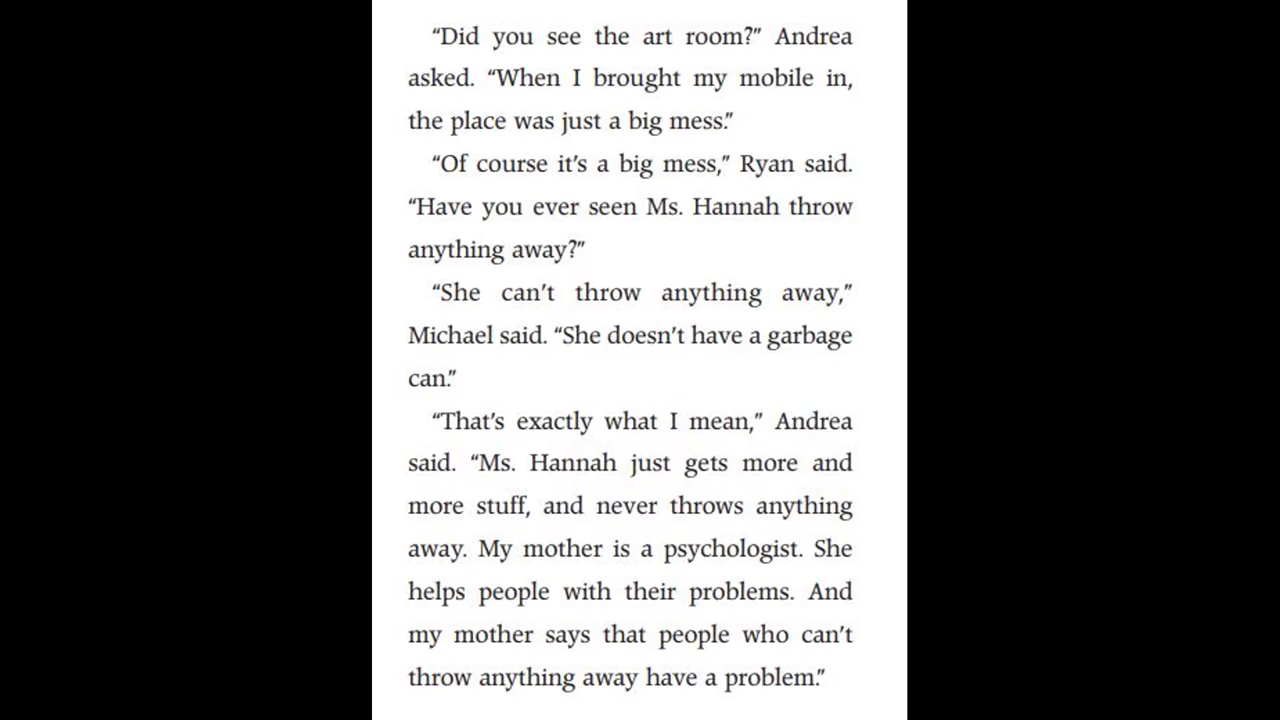 “Did you see the art room?” Andrea
asked. “When I brought my mobile in,
the place was just a big mess.”
“Of course it’s a big mess,” Ryan said.
“Have you ever seen Ms. Hannah throw
anything away?”
“She can’t throw anything away,”
Michael said. “She doesn’t have a garbage
can.”
“That’s exactly what I mean,” Andrea
said. “Ms. Hannah just gets more and
more stuff, and never throws anything
away. My mother is a psychologist. She
helps people with their problems. And
my mother says that people who can’t
throw anything away have a problem.”